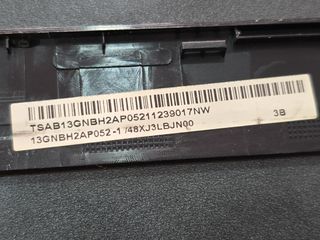 TSAB13GNBH2AP05211239017NW
13GNBH2AP052-1 /48XJ3LBJN00 3B